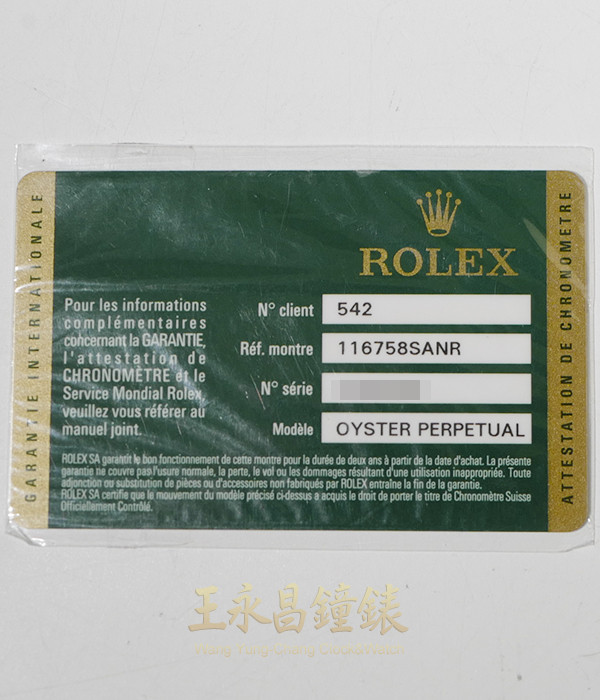 GARANTIE INTERNATIONALE
ROLEX
ATTESTATION DE CHRONOMETRE
Pour les informations
complémentaires
concernant la GARANTIE,
l'attestation de
CHRONOMÈTRE et le
Service Mondial Rolex,
veuillez vous référer au
manuel joint.
N° client 542
Réf. montre 116758SANR
N° série
Modèle OYSTER PERPETUAL
ROLEX SA garantit le bon fonctionnement de cette montre pour la durée de deux ans à partir de la date d'achat. La présente
garantie ne couvre pas l'usure normale, la perte, le vol ou les dommages résultant d'une utilisation inappropriée. Toute
adjonction ou substitution de pièces ou d'accessoires non fabriqués par ROLEX entraîne la fin de la garantie.
ROLEX SA certifie que le mouvement du modèle précisé ci-dessus a acquis le droit de porter le titre de Chronomètre Suisse
Officiellement Contrôlé.
王永昌鐘錶